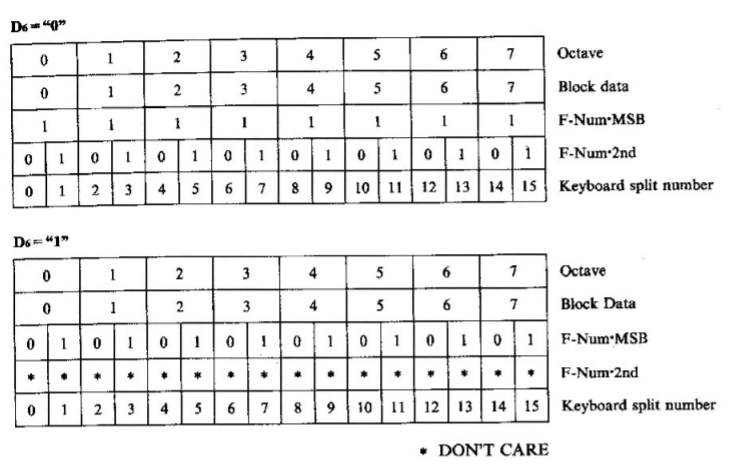 D6 = “0”
0 1 2 3 4 5 6 7 Octave
0 1 2 3 4 5 6 7 Block data
1 1 1 1 1 1 1 1 F-Num·MSB
0 1 0 1 0 1 0 1 0 1 0 1 0 1 0 1 F-Num·2nd
0 1 2 3 4 5 6 7 8 9 10 11 12 13 14 15 Keyboard split number
D6 = “1”
0 1 2 3 4 5 6 7 Octave
0 1 2 3 4 5 6 7 Block Data
0 1 0 1 0 1 0 1 0 1 0 1 0 1 0 1 F-Num·MSB
* * * * * * * * * * * * * * * * F-Num·2nd
0 1 2 3 4 5 6 7 8 9 10 11 12 13 14 15 Keyboard split number
* DON'T CARE